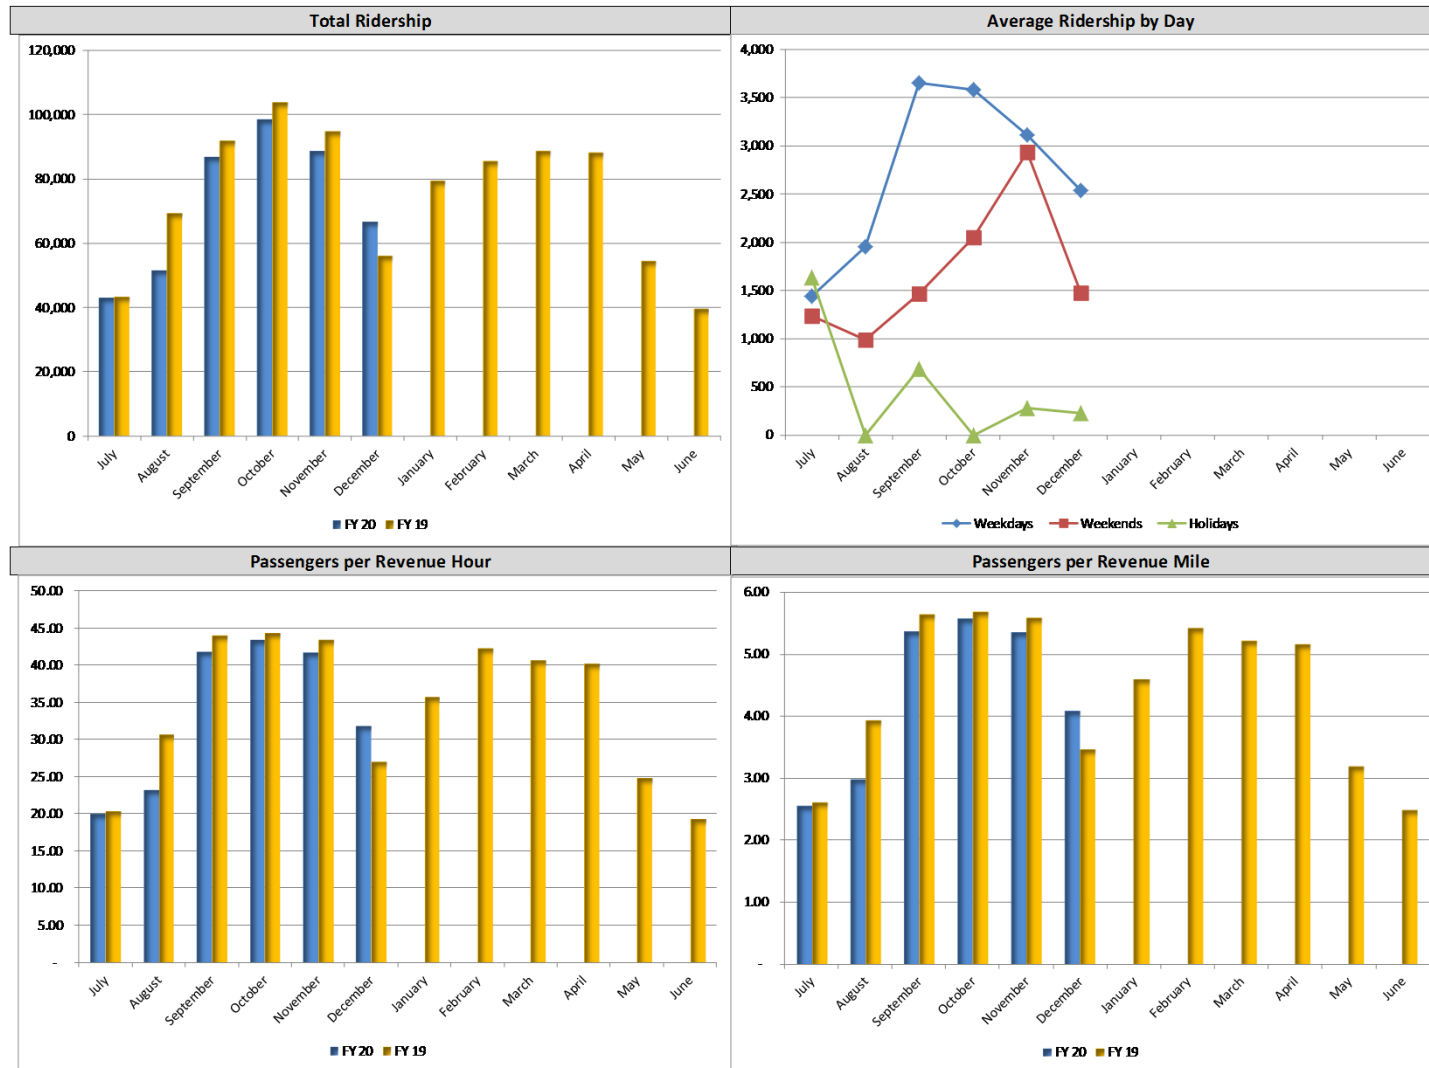 Total Ridership
120,000
100,000
80,000
60,000
40,000
20,000
0
July
August
September
October
November
December
January
February
March
April
May
June
FY 20 FY 19
Average Ridership by Day
4,000
3,500
3,000
2,500
2,000
1,500
1,000
500
0
July
August
September
October
November
December
January
February
March
April
May
June
Weekdays Weekends Holidays
Passengers per Revenue Hour
50.00
45.00
40.00
35.00
30.00
25.00
20.00
15.00
10.00
5.00
-
July
August
September
October
November
December
January
February
March
April
May
June
FY 20 FY 19
Passengers per Revenue Mile
6.00
5.00
4.00
3.00
2.00
1.00
-
July
August
September
October
November
December
January
February
March
April
May
June
FY 20 FY 19